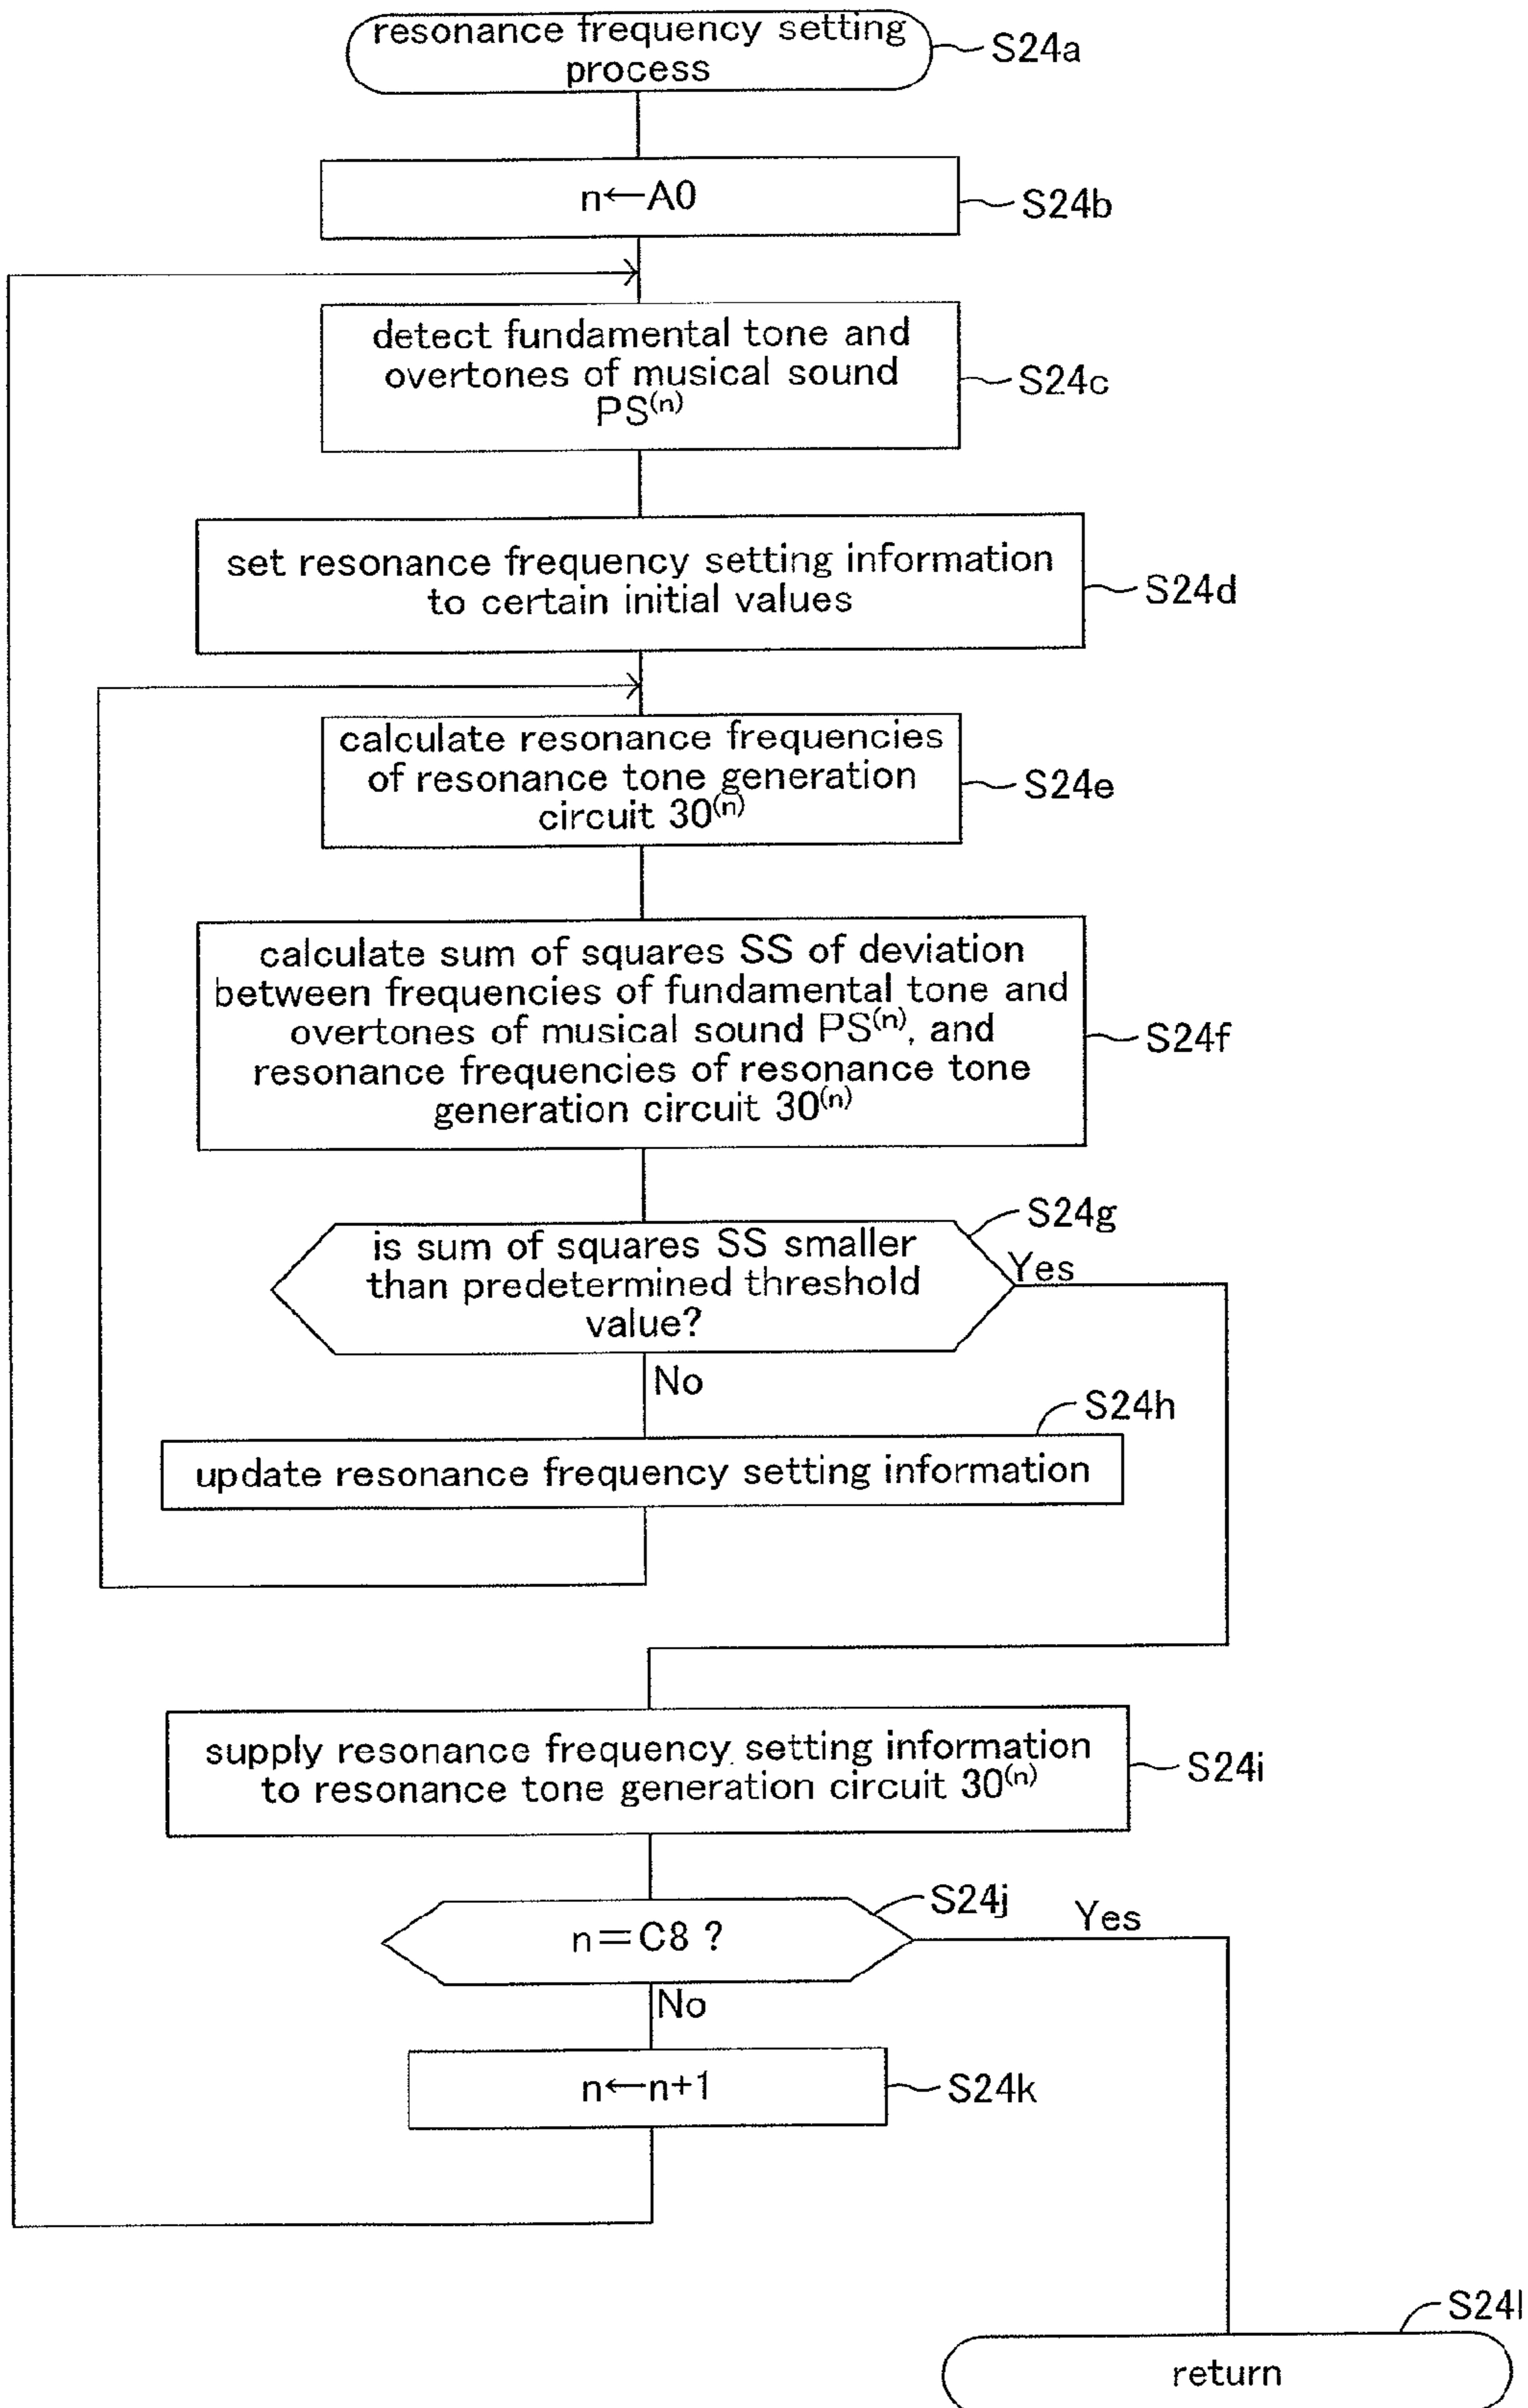 resonance frequency setting
process
S24a
n←A0
S24b
detect fundamental tone and
overtones of musical sound
PS⁽ⁿ⁾
S24c
set resonance frequency setting information
to certain initial values
S24d
calculate resonance frequencies
of resonance tone generation
circuit 30⁽ⁿ⁾
S24e
calculate sum of squares SS of deviation
between frequencies of fundamental tone and
overtones of musical sound PS⁽ⁿ⁾, and
resonance frequencies of resonance tone
generation circuit 30⁽ⁿ⁾
S24f
S24g
is sum of squares SS smaller
than predetermined threshold
value?
Yes
No
S24h
update resonance frequency setting information
supply resonance frequency setting information
to resonance tone generation circuit 30⁽ⁿ⁾
S24i
S24j
n=C8 ?
Yes
No
n←n+1
S24k
S24l
return